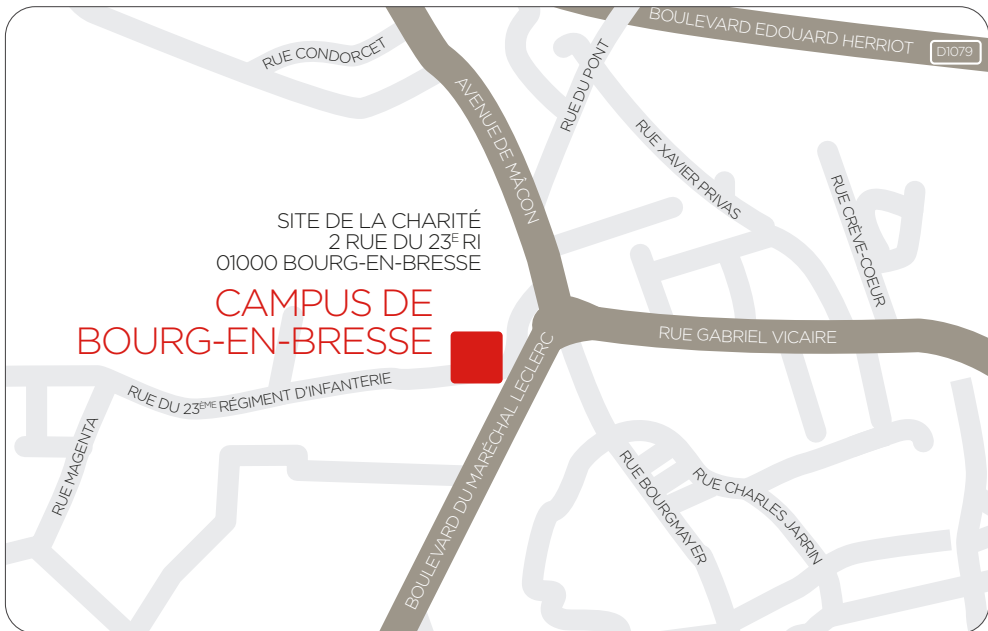 BOULEVARD EDOUARD HERRIOT
D1079
RUE CONDORCET
RUE DU PONT
AVENUE DE MÂCON
RUE XAVIER PRIVAS
RUE CRÈVE-COEUR
SITE DE LA CHARITÉ
2 RUE DU 23E RI
01000 BOURG-EN-BRESSE
CAMPUS DE
BOURG-EN-BRESSE
RUE GABRIEL VICAIRE
RUE DU 23ÈME RÉGIMENT D'INFANTERIE
BOULEVARD DU MARÉCHAL LECLERC
RUE MAGENTA
RUE BOURGMAYER
RUE CHARLES JARRIN